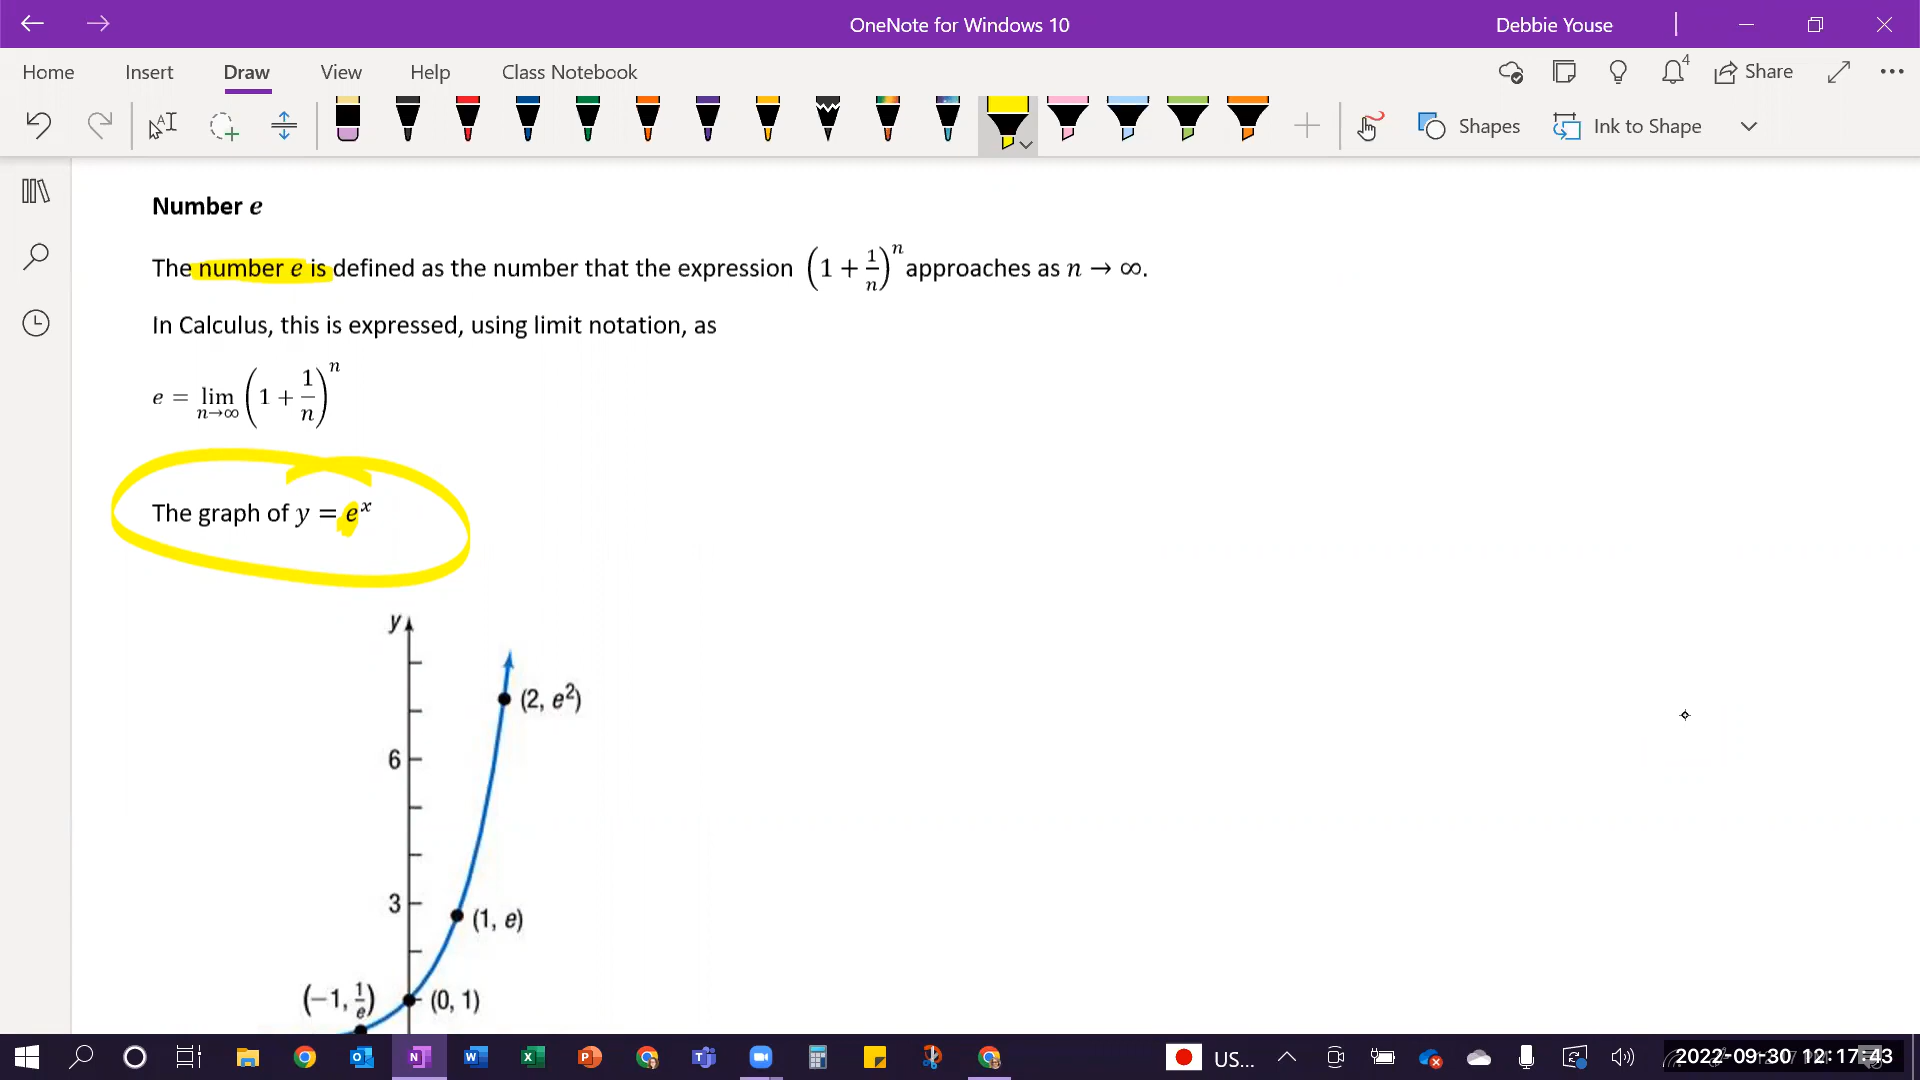 OneNote for Windows 10
Debbie Youse
Home Insert Draw View Help Class Notebook
4
Share
Shapes
Ink to Shape
Number e
The number e is defined as the number that the expression (1 + 1/n)^n approaches as n → ∞.
In Calculus, this is expressed, using limit notation, as
e = lim n→∞ (1 + 1/n)^n
The graph of y = e^x
y
(2, e²)
6
3
(1, e)
(−1, 1/e)
(0, 1)
US...
2022-09-30 12:17:43